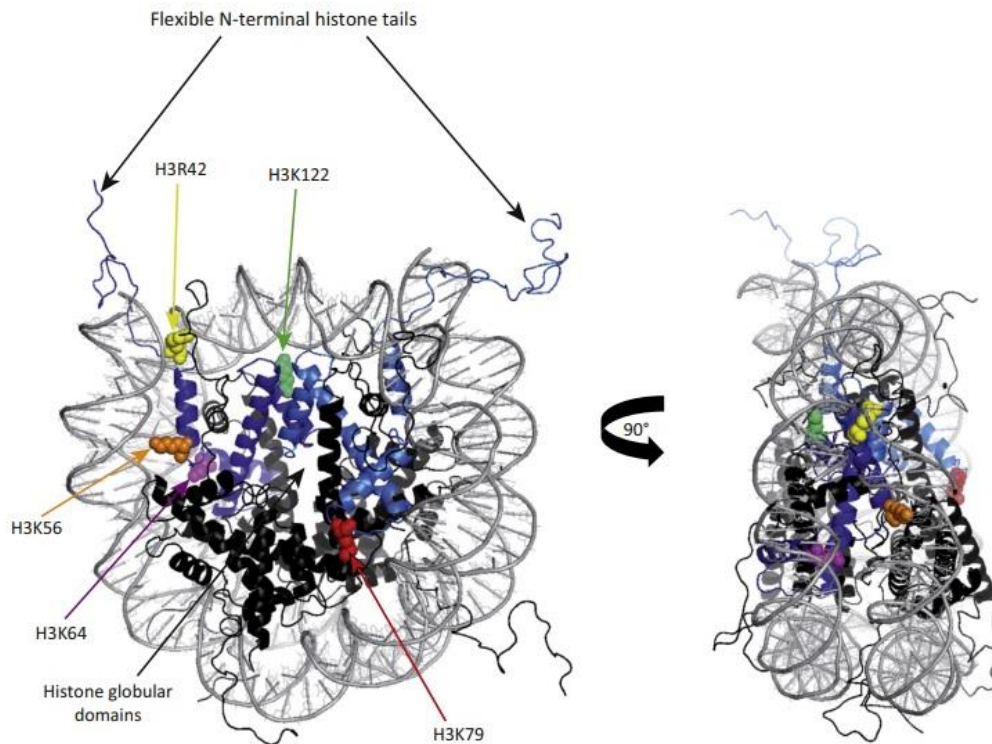 Flexible N-terminal histone tails
H3R42
H3K122
90°
H3K56
H3K64
Histone globular
domains
H3K79